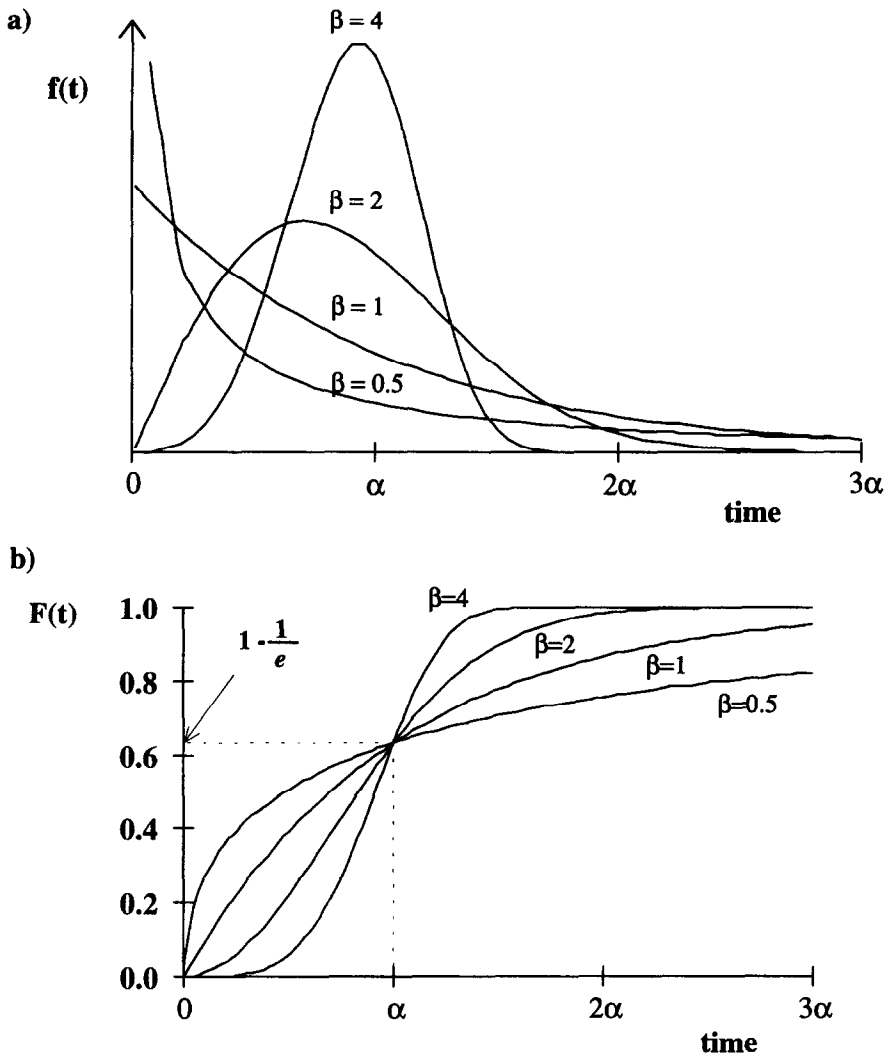 a)
f(t)
β = 4
β = 2
β = 1
β = 0.5
0
α
2α
3α
time
b)
F(t)
1.0
0.8
0.6
0.4
0.2
0.0
1 - 1/e
β=4
β=2
β=1
β=0.5
0
α
2α
3α
time